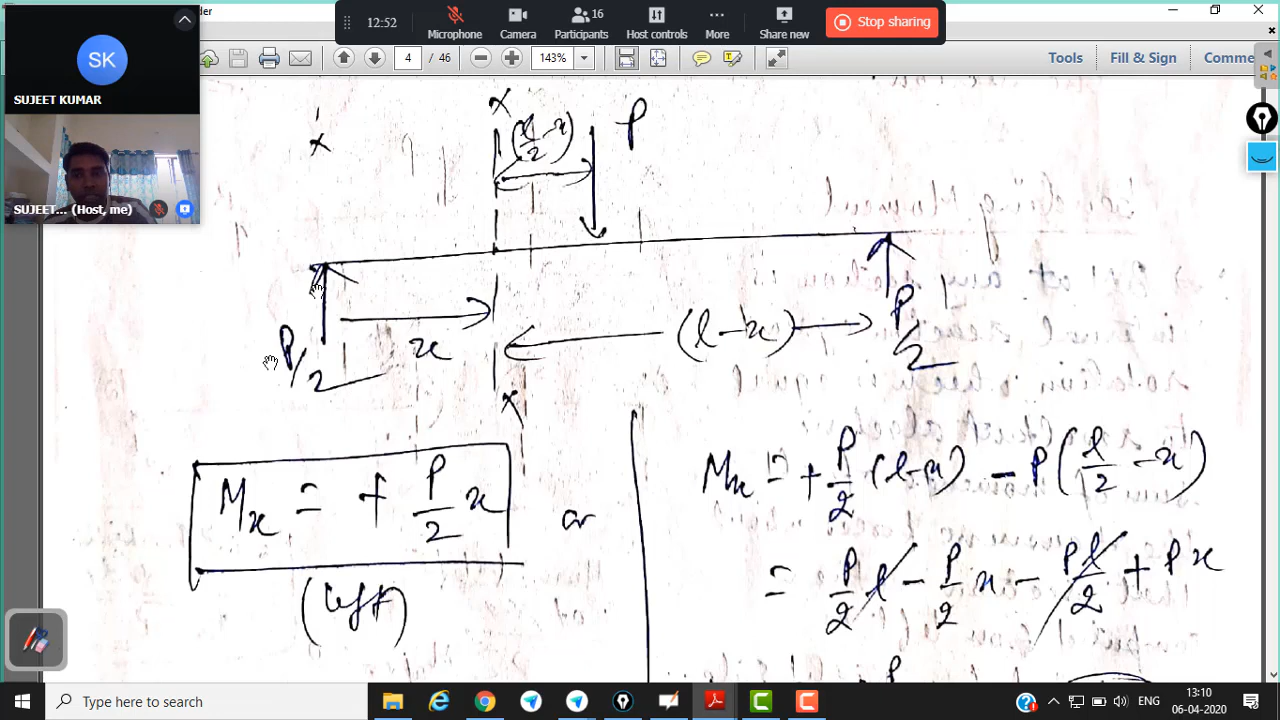 der
12:52
16
Microphone
Camera
Participants
Host controls
More
Share new
Stop sharing
4 / 46
143%
Tools
Fill & Sign
Comme
SK
SUJEET KUMAR
SUJEET... (Host, me)
x
x
(l/2 - x)
P
P/2
x
(l-x)
P/2
x
Mx = + P/2 x
or
(left)
Mx = + P/2 (l-x) - P(l/2 - x)
= P/2 l - P/2 x - Pl/2 + Px
P
Type here to search
ENG
13:10
06-04-2020